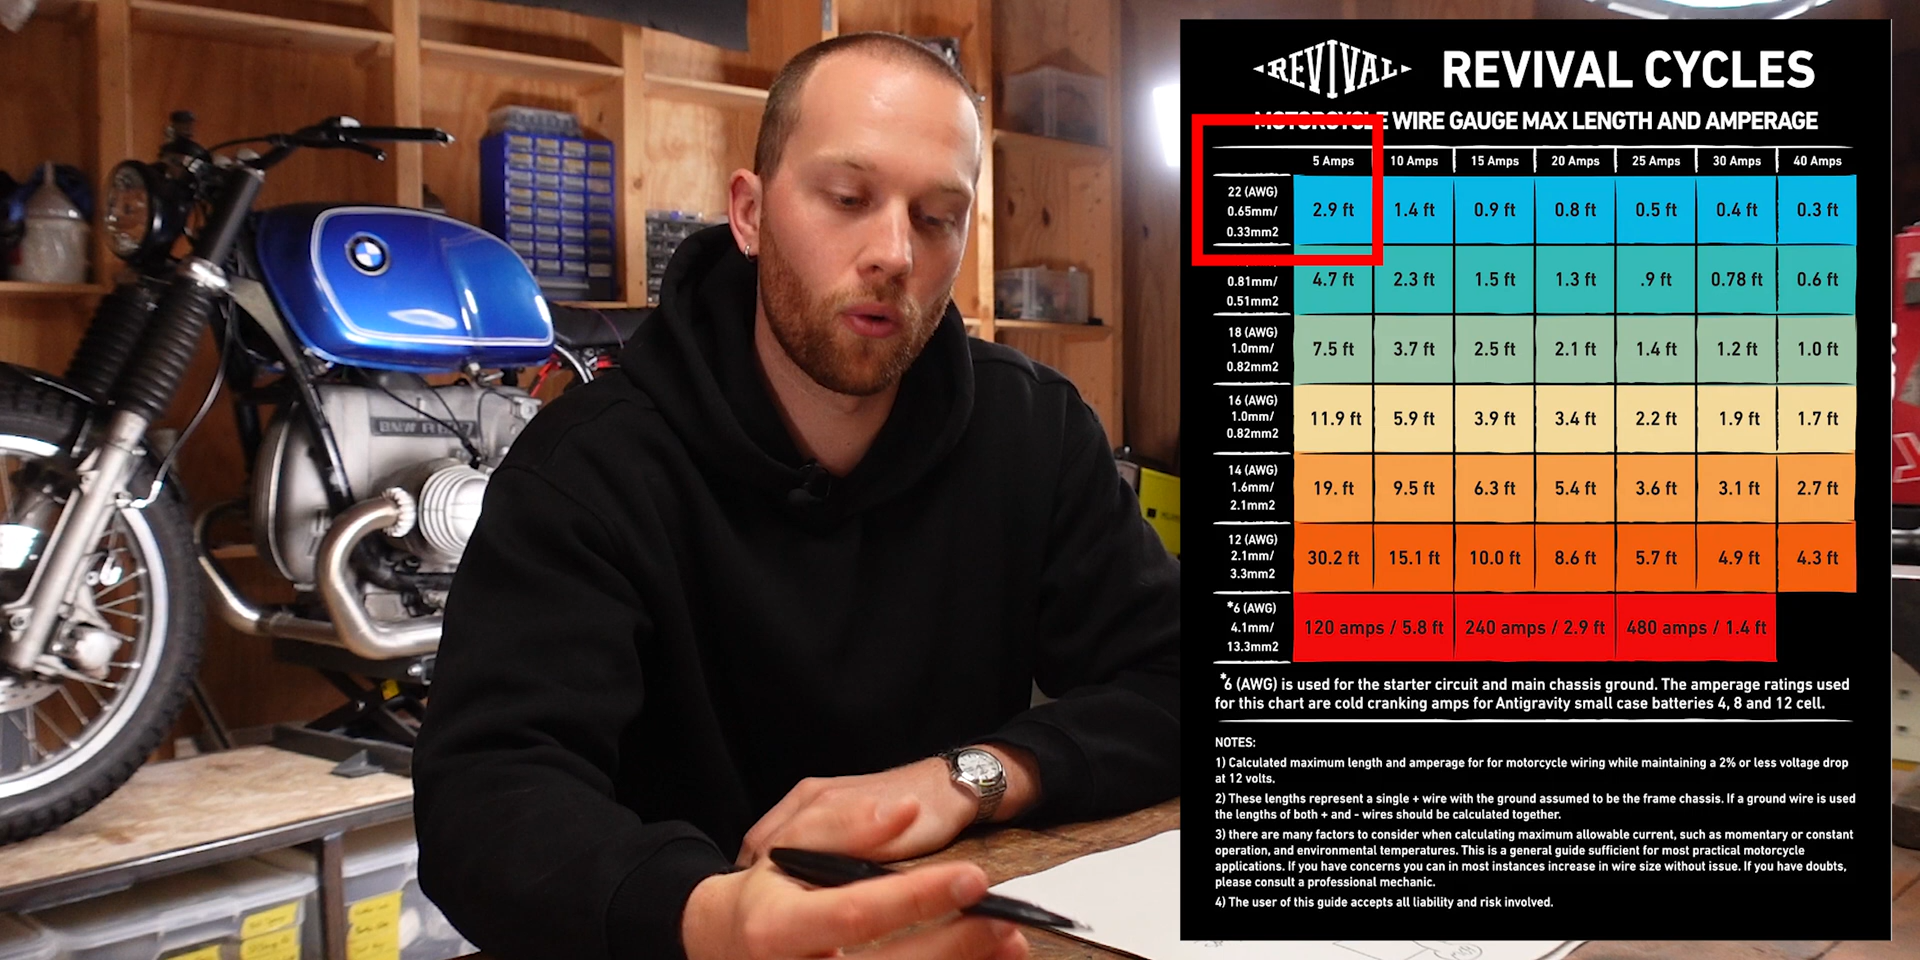 REVIVAL
REVIVAL CYCLES
MOTORCYCLE WIRE GAUGE MAX LENGTH AND AMPERAGE
5 Amps 10 Amps 15 Amps 20 Amps 25 Amps 30 Amps 40 Amps
22 (AWG)
0.65mm/
0.33mm2
2.9 ft 1.4 ft 0.9 ft 0.8 ft 0.5 ft 0.4 ft 0.3 ft
0.81mm/
0.51mm2
4.7 ft 2.3 ft 1.5 ft 1.3 ft .9 ft 0.78 ft 0.6 ft
18 (AWG)
1.0mm/
0.82mm2
7.5 ft 3.7 ft 2.5 ft 2.1 ft 1.4 ft 1.2 ft 1.0 ft
16 (AWG)
1.0mm/
0.82mm2
11.9 ft 5.9 ft 3.9 ft 3.4 ft 2.2 ft 1.9 ft 1.7 ft
14 (AWG)
1.6mm/
2.1mm2
19. ft 9.5 ft 6.3 ft 5.4 ft 3.6 ft 3.1 ft 2.7 ft
12 (AWG)
2.1mm/
3.3mm2
30.2 ft 15.1 ft 10.0 ft 8.6 ft 5.7 ft 4.9 ft 4.3 ft
*6 (AWG)
4.1mm/
13.3mm2
120 amps / 5.8 ft 240 amps / 2.9 ft 480 amps / 1.4 ft
*6 (AWG) is used for the starter circuit and main chassis ground. The amperage ratings used
for this chart are cold cranking amps for Antigravity small case batteries 4, 8 and 12 cell.
NOTES:
1) Calculated maximum length and amperage for for motorcycle wiring while maintaining a 2% or less voltage drop
at 12 volts.
2) These lengths represent a single + wire with the ground assumed to be the frame chassis. If a ground wire is used
the lengths of both + and - wires should be calculated together.
3) there are many factors to consider when calculating maximum allowable current, such as momentary or constant
operation, and environmental temperatures. This is a general guide sufficient for most practical motorcycle
applications. If you have concerns you can in most instances increase in wire size without issue. If you have doubts,
please consult a professional mechanic.
4) The user of this guide accepts all liability and risk involved.
BMW